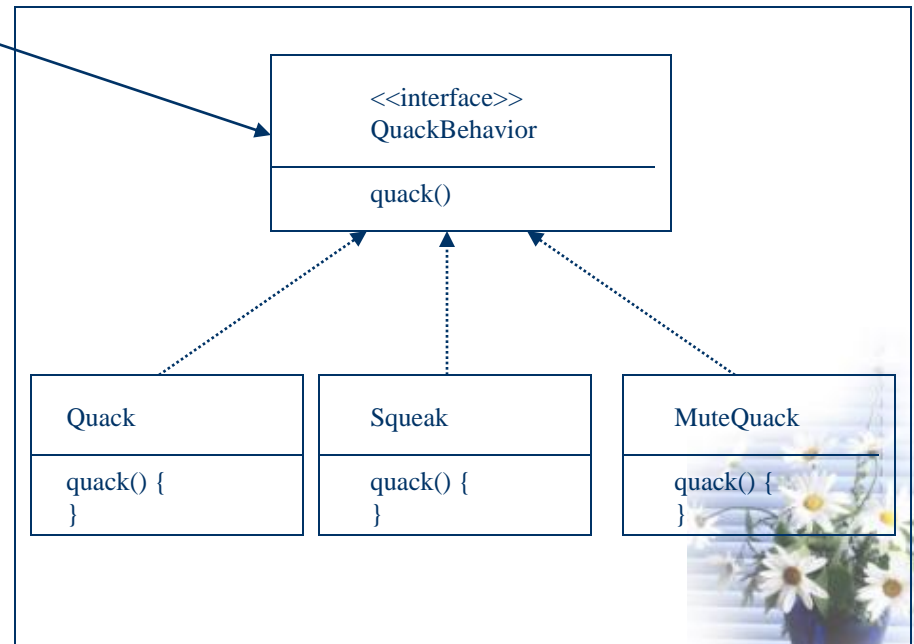 <<interface>>
QuackBehavior
quack()
Quack
Squeak
MuteQuack
quack() {
}
quack() {
}
quack() {
}